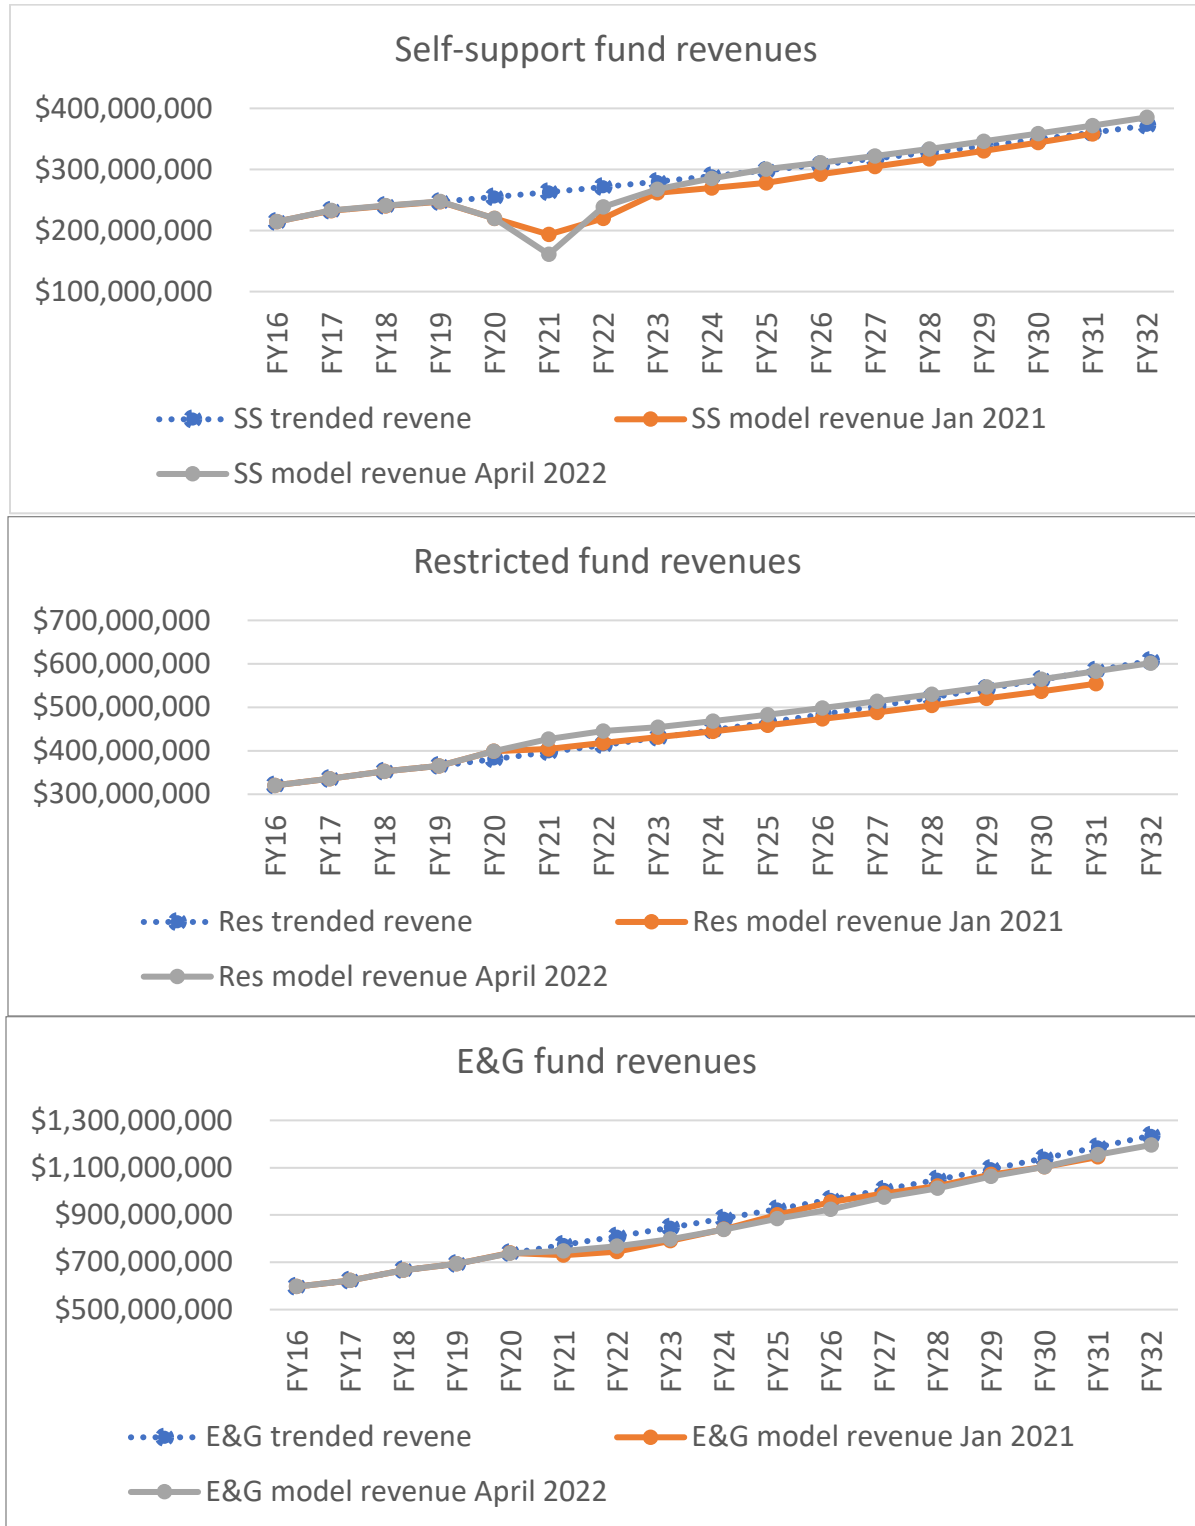 Self-support fund revenues
$400,000,000
$300,000,000
$200,000,000
$100,000,000
FY16 FY17 FY18 FY19 FY20 FY21 FY22 FY23 FY24 FY25 FY26 FY27 FY28 FY29 FY30 FY31 FY32
SS trended revene SS model revenue Jan 2021
SS model revenue April 2022
Restricted fund revenues
$700,000,000
$600,000,000
$500,000,000
$400,000,000
$300,000,000
FY16 FY17 FY18 FY19 FY20 FY21 FY22 FY23 FY24 FY25 FY26 FY27 FY28 FY29 FY30 FY31 FY32
Res trended revene Res model revenue Jan 2021
Res model revenue April 2022
E&G fund revenues
$1,300,000,000
$1,100,000,000
$900,000,000
$700,000,000
$500,000,000
FY16 FY17 FY18 FY19 FY20 FY21 FY22 FY23 FY24 FY25 FY26 FY27 FY28 FY29 FY30 FY31 FY32
E&G trended revene E&G model revenue Jan 2021
E&G model revenue April 2022